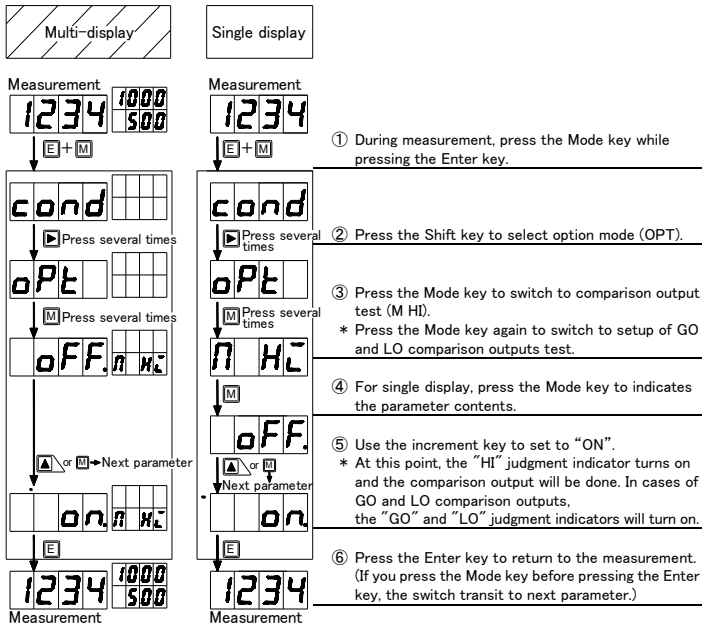 Multi-display
Single display
Measurement
1234 1000
500
Measurement
1234
E+M
E+M
① During measurement, press the Mode key while
pressing the Enter key.
cond
cond
Press several times
Press several
times
② Press the Shift key to select option mode (OPT).
oPt
oPt
M Press several times
M Press several
times
③ Press the Mode key to switch to comparison output
test (M HI).
* Press the Mode key again to switch to setup of GO
and LO comparison outputs test.
oFF. M Hi
M Hi
M
④ For single display, press the Mode key to indicates
the parameter contents.
oFF.
▲ or M→Next parameter
▲ or M
Next parameter
⑤ Use the increment key to set to “ON”.
* At this point, the ″HI″ judgment indicator turns on
and the comparison output will be done. In cases of
GO and LO comparison outputs,
the ″GO″ and ″LO″ judgment indicators will turn on.
on. M Hi
on.
E
E
⑥ Press the Enter key to return to the measurement.
(If you press the Mode key before pressing the Enter
key, the switch transit to next parameter.)
1234 1000
500
Measurement
1234
Measurement